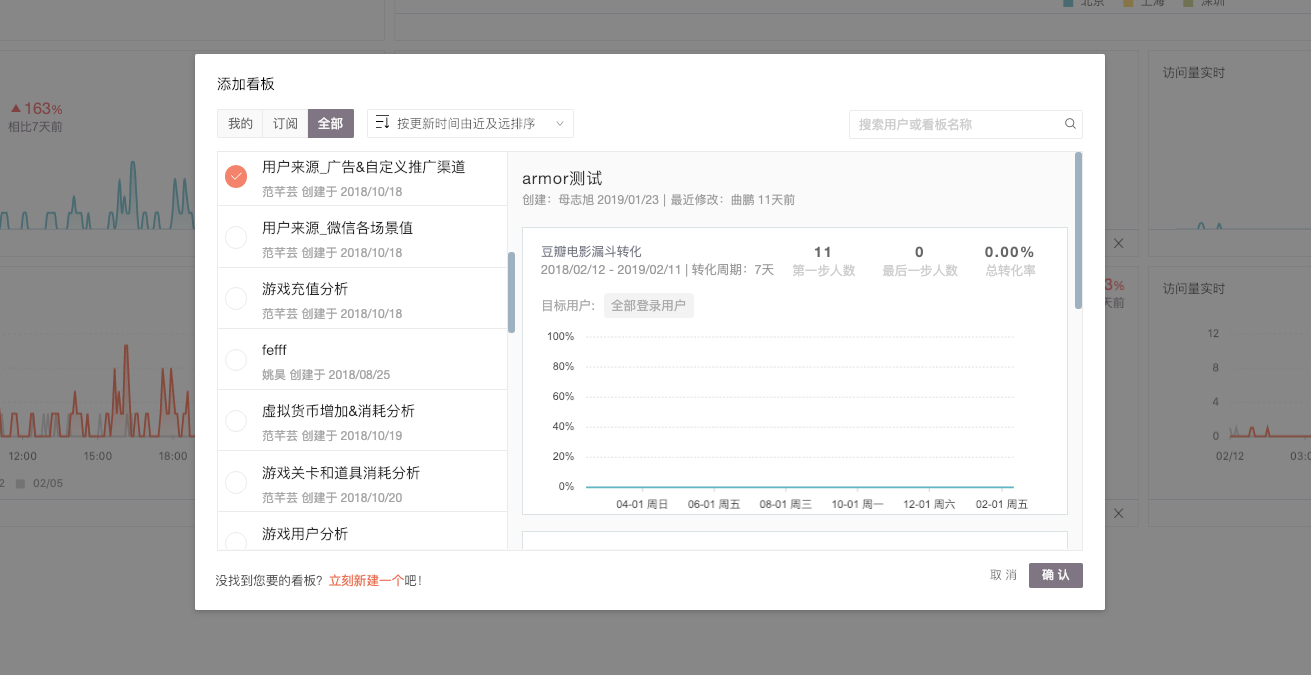 北京 上海 深圳
添加看板
我的 订阅 全部 按更新时间由近及远排序 搜索用户或看板名称
用户来源_广告&自定义推广渠道
范芊芸 创建于 2018/10/18
用户来源_微信各场景值
范芊芸 创建于 2018/10/18
游戏充值分析
范芊芸 创建于 2018/10/18
fefff
姚昊 创建于 2018/08/25
虚拟货币增加&消耗分析
范芊芸 创建于 2018/10/19
游戏关卡和道具消耗分析
范芊芸 创建于 2018/10/20
游戏用户分析
armor测试
创建：母志旭 2019/01/23 | 最近修改：曲鹏 11天前
豆瓣电影漏斗转化
2018/02/12 - 2019/02/11 | 转化周期：7天
11 0 0.00%
第一步人数 最后一步人数 总转化率
目标用户: 全部登录用户
100%
80%
60%
40%
20%
0%
04-01 周日 06-01 周五 08-01 周三 10-01 周一 12-01 周六 02-01 周五
没找到您要的看板? 立刻新建一个吧!
取 消 确 认
163%
相比7天前
12:00 15:00 18:00
2 02/05
访问量实时
3%
天前
访问量实时
12
8
4
0
02/12 03:0